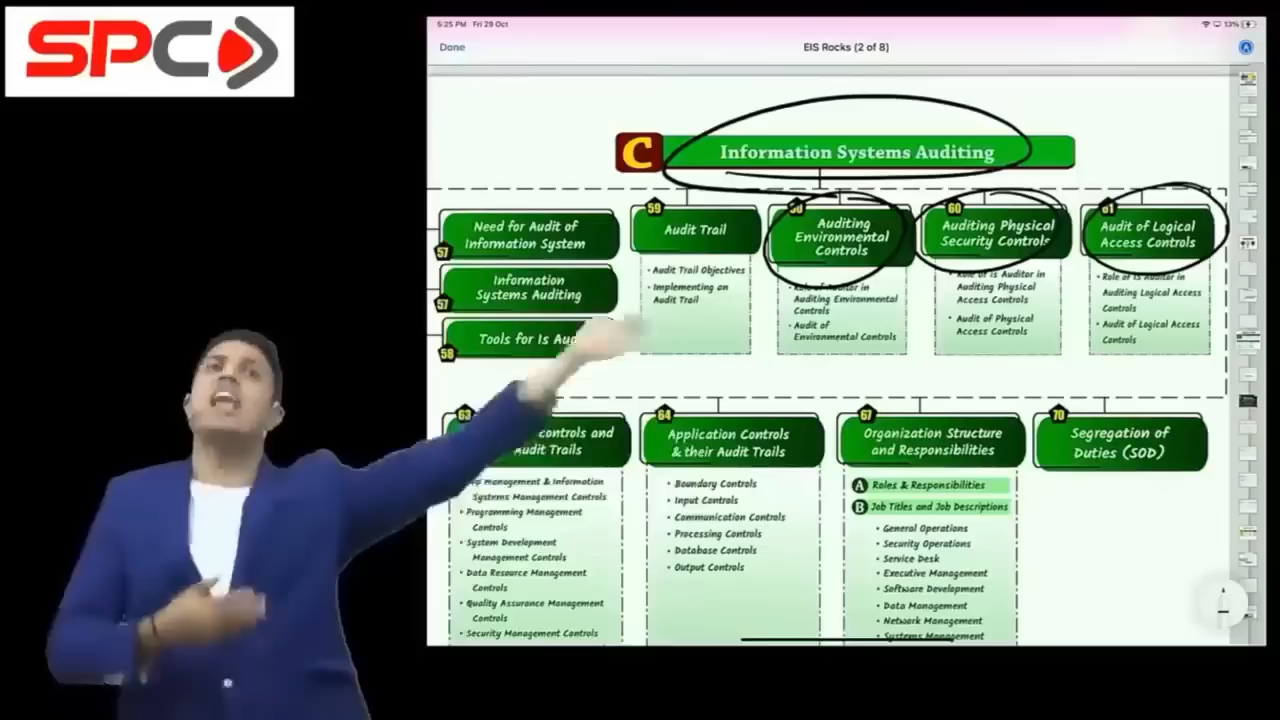 SPC
5:25 PM Fri 29 Oct
13%
Done
EIS Rocks (2 of 8)
C
Information Systems Auditing
57
Need for Audit of
Information System
57
Information
Systems Auditing
58
Tools for Is
59
Audit Trail
• Audit Trail Objectives
• Implementing an
Audit Trail
Auditing
Environmental
Controls
• Role of Auditor in
Auditing Environmental
Controls
• Audit of
Environmental Controls
60
Auditing Physical
Security Controls
• Role of Is Auditor in
Auditing Physical
Access Controls
• Audit of Physical
Access Controls
61
Audit of Logical
Access Controls
• Role of Is Auditor in
Auditing Logical Access
Controls
• Audit of Logical Access
Controls
63
controls and
Audit Trails
Management & Information
Systems Management Controls
• Programming Management
Controls
• System Development
Management Controls
• Data Resource Management
Controls
• Quality Assurance Management
Controls
• Security Management Controls
64
Application Controls
& their Audit Trails
• Boundary Controls
• Input Controls
• Communication Controls
• Processing Controls
• Database Controls
• Output Controls
67
Organization Structure
and Responsibilities
A Roles & Responsibilities
B Job Titles and Job Descriptions
• General Operations
• Security Operations
• Service Desk
• Executive Management
• Software Development
• Data Management
• Network Management
• Systems Management
70
Segregation of
Duties (SOD)